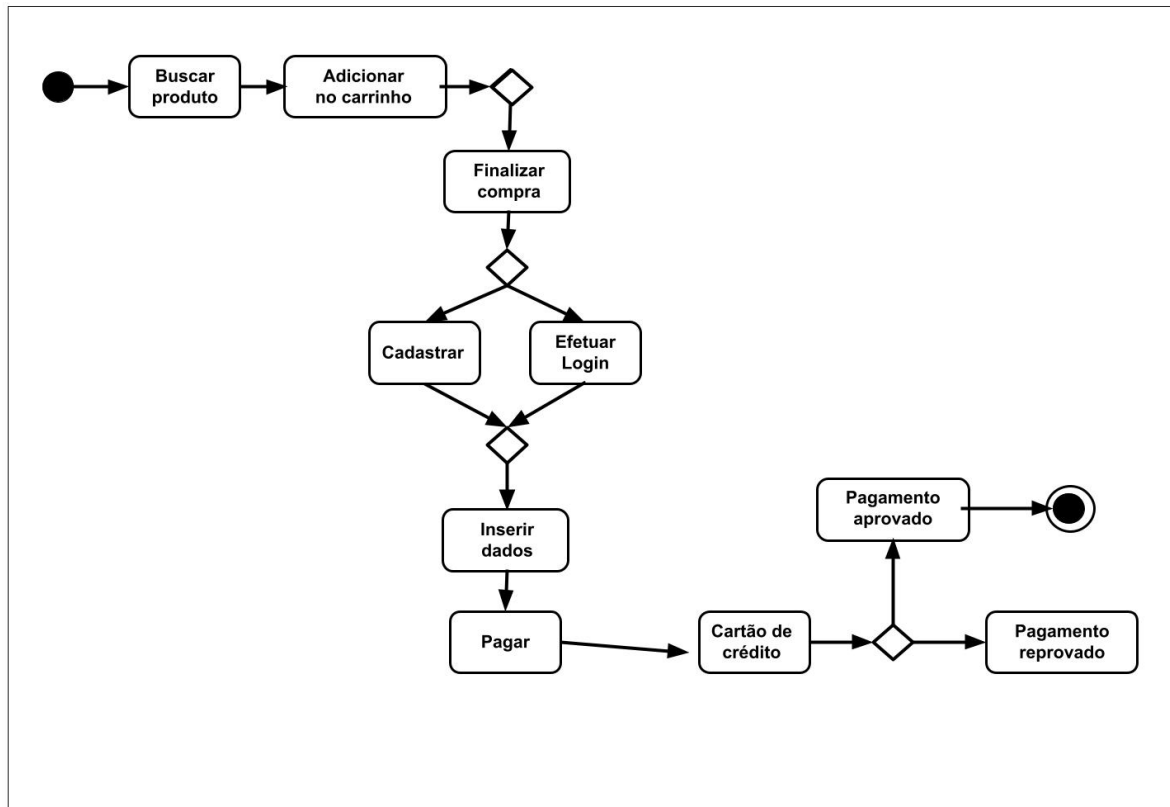 Buscar
produto
Adicionar
no carrinho
Finalizar
compra
Cadastrar
Efetuar
Login
Inserir
dados
Pagar
Cartão de
crédito
Pagamento
aprovado
Pagamento
reprovado